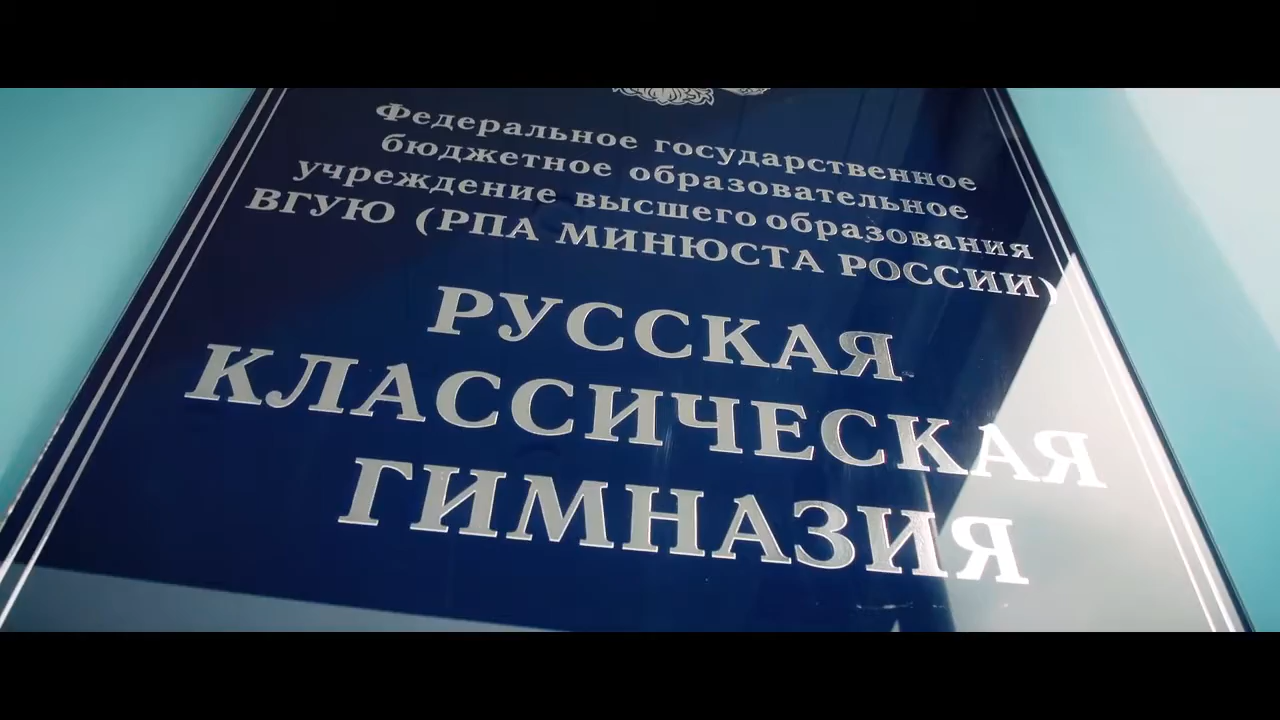 Федеральное государственное
бюджетное образовательное
учреждение высшего образования
ВГУЮ (РПА МИНЮСТА РОССИИ)
РУССКАЯ
КЛАССИЧЕСКАЯ
ГИМНАЗИЯ